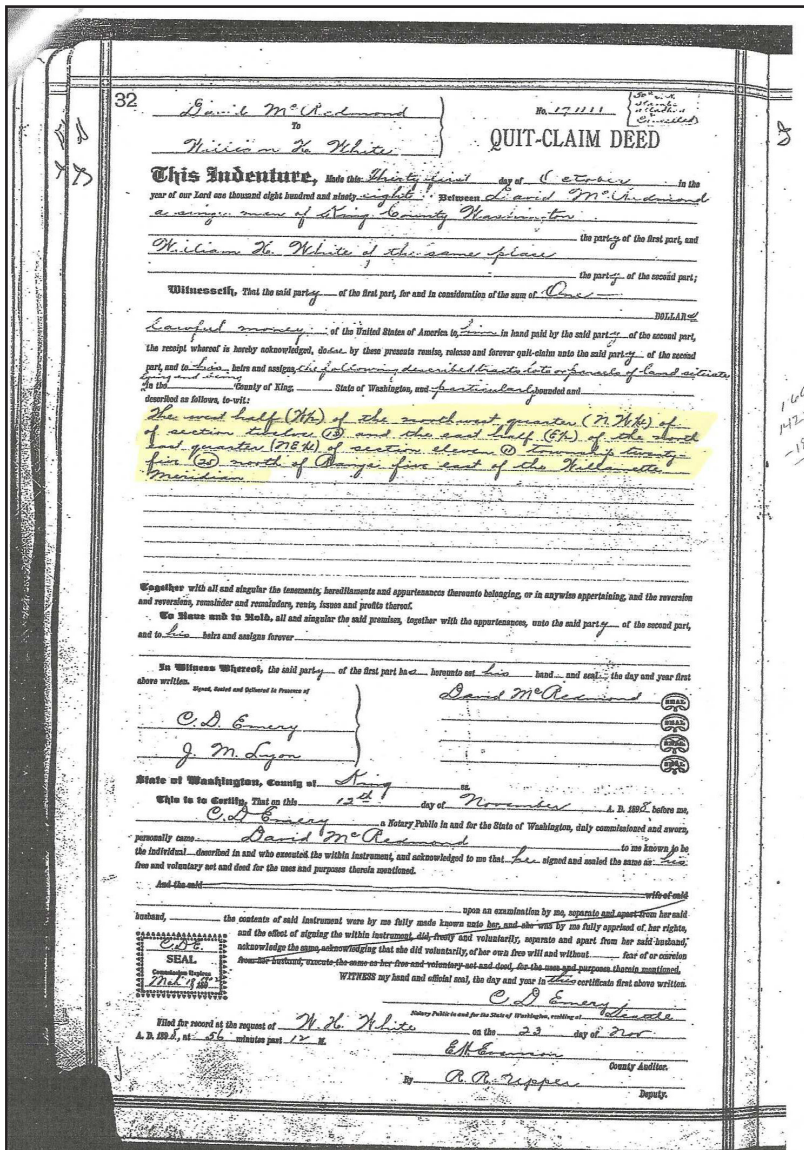 32
David McRedmond
To
William H. White
No. 171111
50¢ I.R.
Stamps
attached
& Cancelled
QUIT-CLAIM DEED
This Indenture, Made this Thirty first day of October in the
year of our Lord one thousand eight hundred and ninety eight Between David McRedmond
a single man of King County Washington
the party of the first part, and
William H. White of the same place
the party of the second part;
Witnesseth, That the said party of the first part, for and in consideration of the sum of One
DOLLARS
Lawful money of the United States of America to him in hand paid by the said party of the second part,
the receipt whereof is hereby acknowledged, does by these presents remise, release and forever quit-claim unto the said party of the second
part, and to his heirs and assigns, the following described tracts lots or parcels of land situate
lying and being
in the County of King, State of Washington, and particularly bounded and
described as follows, to-wit:
The west half (W½) of the northwest quarter (N.W¼) of
of section twelve (12) and the east half (E½) of the north
east quarter (NE¼) of section eleven (11) township twenty-
five (25) north of Range five east of the Willamette
Meridian
Together with all and singular the tenements, hereditaments and appurtenances thereunto belonging, or in anywise appertaining, and the reversion
and reversions, remainder and remainders, rents, issues and profits thereof.
To Have and to Hold, all and singular the said premises, together with the appurtenances, unto the said party of the second part,
and to his heirs and assigns forever
In Witness Whereof, the said party of the first part has hereunto set his hand and seal the day and year first
above written.
Signed, Sealed and Delivered in Presence of
David McRedmond SEAL
SEAL
C. D. Emery
SEAL
J. M. Lyon
SEAL
State of Washington, County of King ss.
This is to Certify, That on this 12th day of November A. D. 1898 before me,
C. D. Emery a Notary Public in and for the State of Washington, duly commissioned and sworn,
personally came David McRedmond to me known to be
the individual described in and who executed the within instrument, and acknowledged to me that he signed and sealed the same as his
free and voluntary act and deed for the uses and purposes therein mentioned.
And the said wife of said
upon an examination by me, separate and apart from her said
husband, the contents of said instrument were by me fully made known unto her, and she was by me fully apprised of her rights,
and the effect of signing the within instrument, did, freely and voluntarily, separate and apart from her said husband,
acknowledge the same, acknowledging that she did voluntarily, of her own free will and without fear of or coercion
from her husband, execute the same as her free and voluntary act and deed, for the uses and purposes therein mentioned.
C.D.E.
SEAL
Commission Expires
Mch 18
WITNESS my hand and official seal, the day and year in this certificate first above written.
C. D. Emery
Notary Public in and for the State of Washington, residing at Seattle
Filed for record at the request of W. H. White on the 23 day of Nov
A. D. 1898, at 56 minutes past 12 M.
County Auditor.
By R. R. Upper
Deputy.